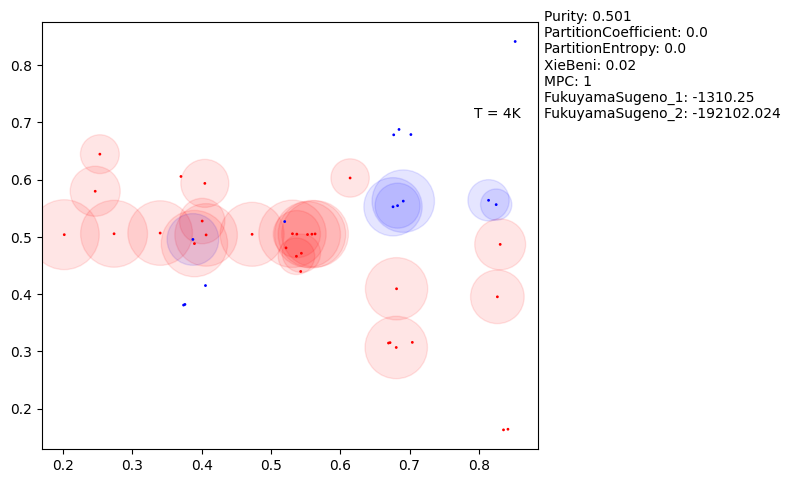 Purity: 0.501
PartitionCoefficient: 0.0
PartitionEntropy: 0.0
XieBeni: 0.02
MPC: 1
FukuyamaSugeno_1: -1310.25
FukuyamaSugeno_2: -192102.024
T = 4K
0.8
0.7
0.6
0.5
0.4
0.3
0.2
0.2 0.3 0.4 0.5 0.6 0.7 0.8